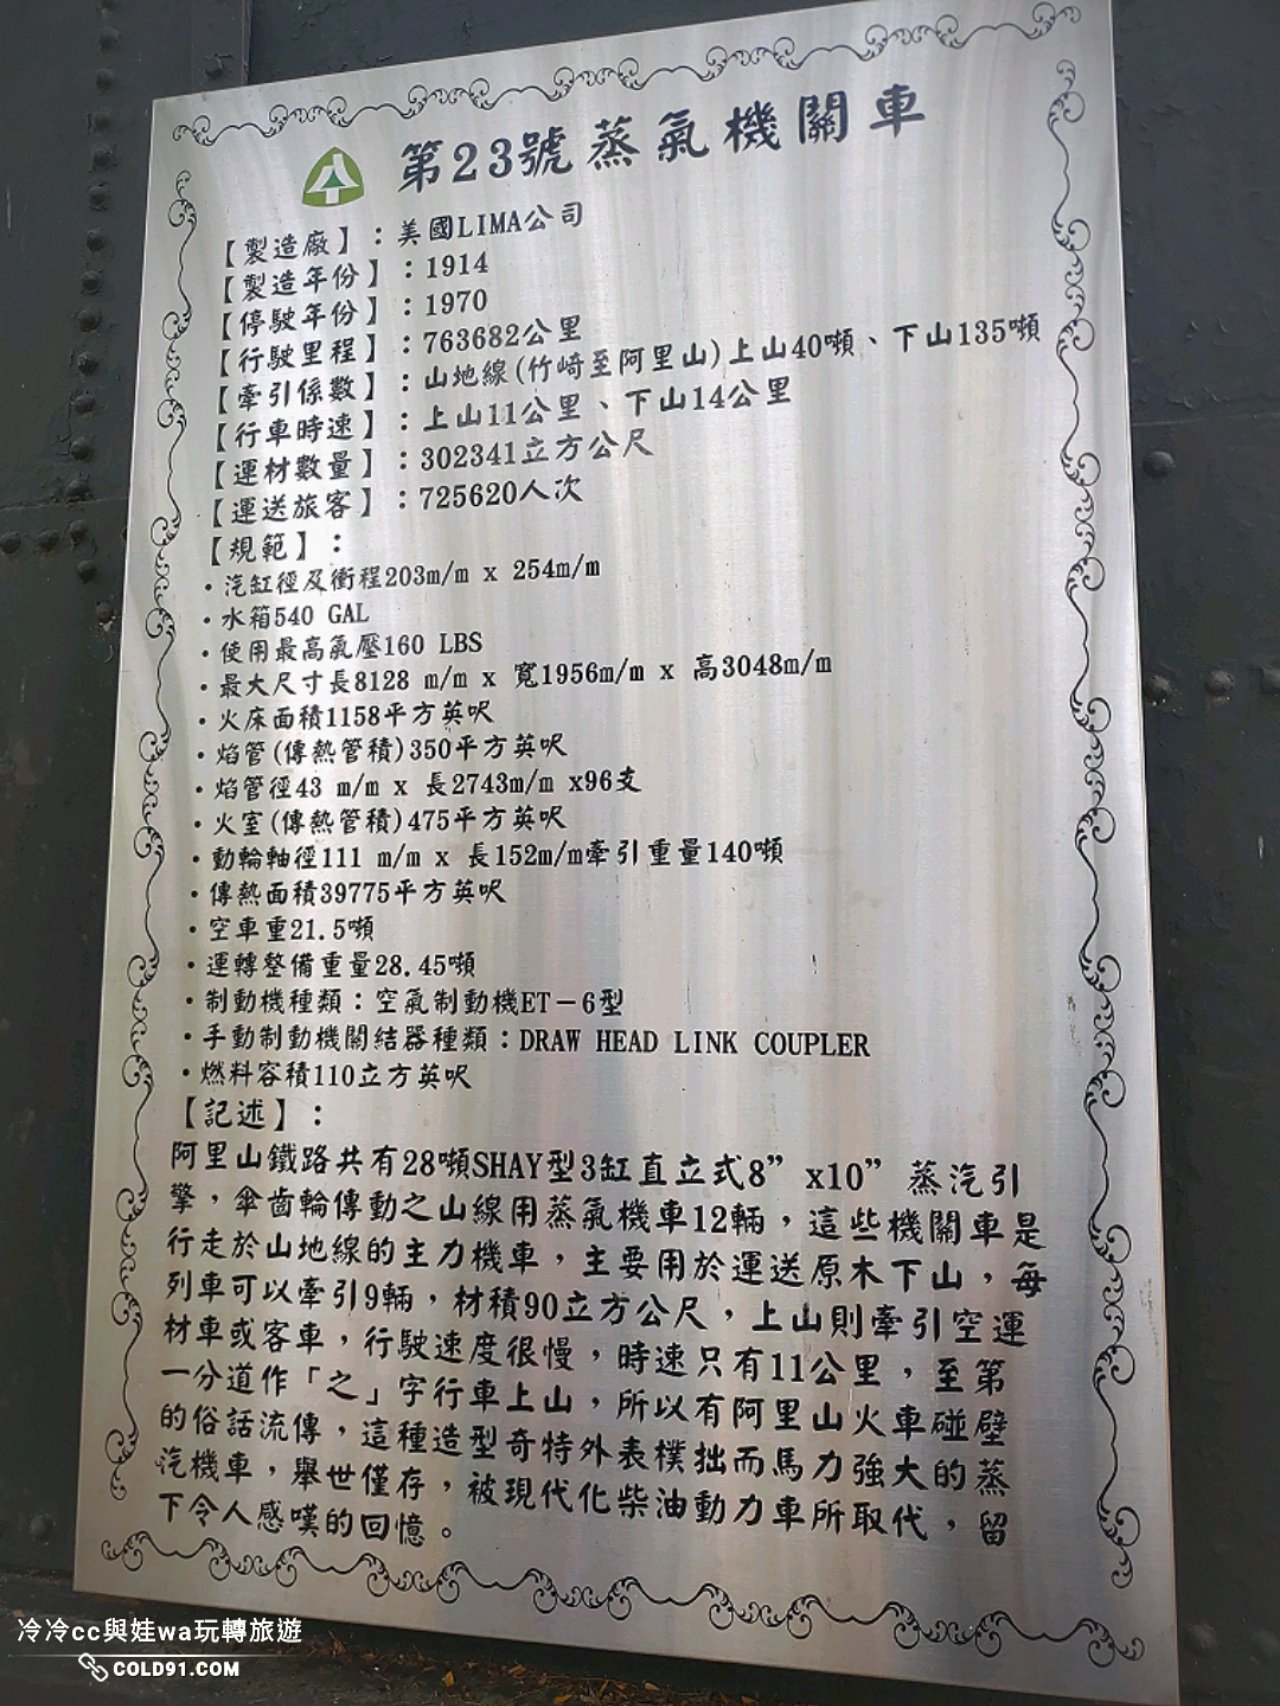 第23號蒸氣機關車
【製造廠】：美國LIMA公司
【製造年份】：1914
【停駛年份】：1970
【行駛里程】：763682公里
【牽引係數】：山地線(竹崎至阿里山)上山40噸、下山135噸
【行車時速】：上山11公里、下山14公里
【運材數量】：302341立方公尺
【運送旅客】：725620人次
【規範】：
・汽缸徑及衝程203m/m x 254m/m
・水箱540 GAL
・使用最高氣壓160 LBS
・最大尺寸長8128 m/m x 寬1956m/m x 高3048m/m
・火床面積1158平方英呎
・焰管(傳熱管積)350平方英呎
・焰管徑43 m/m x 長2743m/m x96支
・火室(傳熱管積)475平方英呎
・動輪軸徑111 m/m x 長152m/m牽引重量140噸
・傳熱面積39775平方英呎
・空車重21.5噸
・運轉整備重量28.45噸
・制動機種類：空氣制動機ET－6型
・手動制動機關結器種類：DRAW HEAD LINK COUPLER
・燃料容積110立方英呎
【記述】：
阿里山鐵路共有28噸SHAY型3缸直立式8”x10”蒸汽引
擎，傘齒輪傳動之山線用蒸氣機車12輛，這些機關車是
行走於山地線的主力機車，主要用於運送原木下山，每
列車可以牽引9輛，材積90立方公尺，上山則牽引空運
材車或客車，行駛速度很慢，時速只有11公里，至第
一分道作「之」字行車上山，所以有阿里山火車碰壁
的俗話流傳，這種造型奇特外表樸拙而馬力強大的蒸
汽機車，舉世僅存，被現代化柴油動力車所取代，留
下令人感嘆的回憶。
冷冷cc與娃wa玩轉旅遊
COLD91.COM